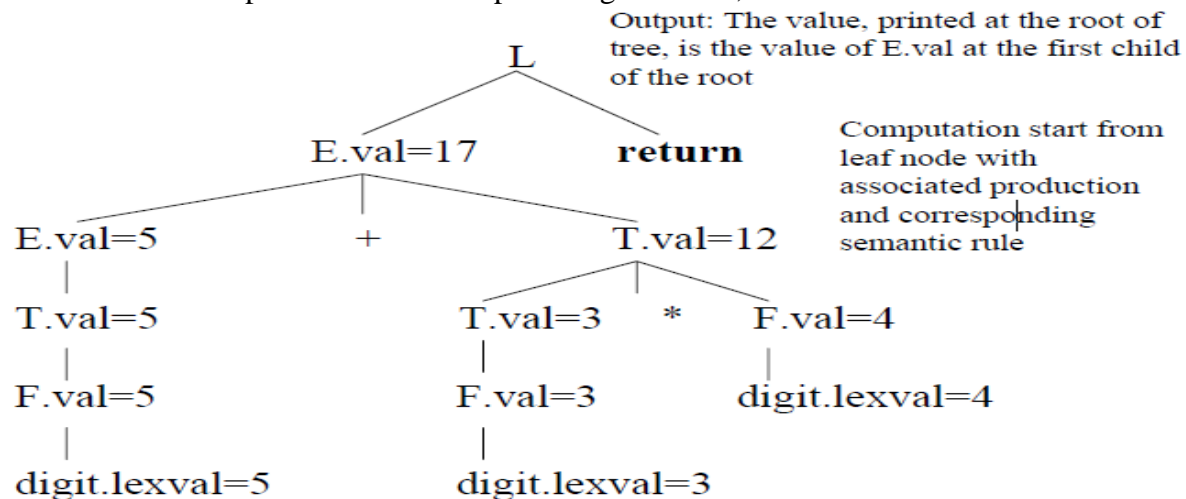 Output: The value, printed at the root of
tree, is the value of E.val at the first child
of the root
L
Computation start from
leaf node with
associated production
and corresponding
semantic rule
E.val=17 return
E.val=5 + T.val=12
T.val=5 T.val=3 * F.val=4
F.val=5 F.val=3 digit.lexval=4
digit.lexval=5 digit.lexval=3